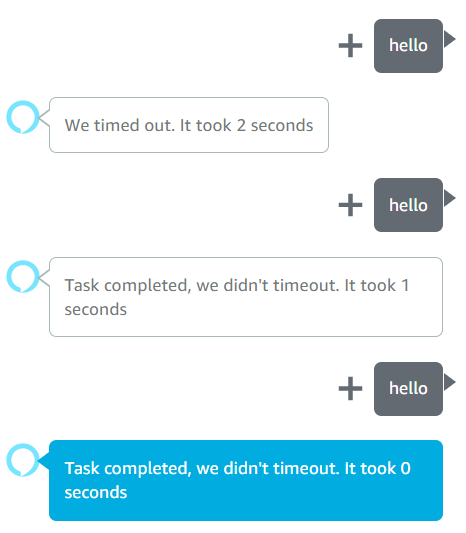 hello
We timed out. It took 2 seconds
hello
Task completed, we didn't timeout. It took 1
seconds
hello
Task completed, we didn't timeout. It took 0
seconds